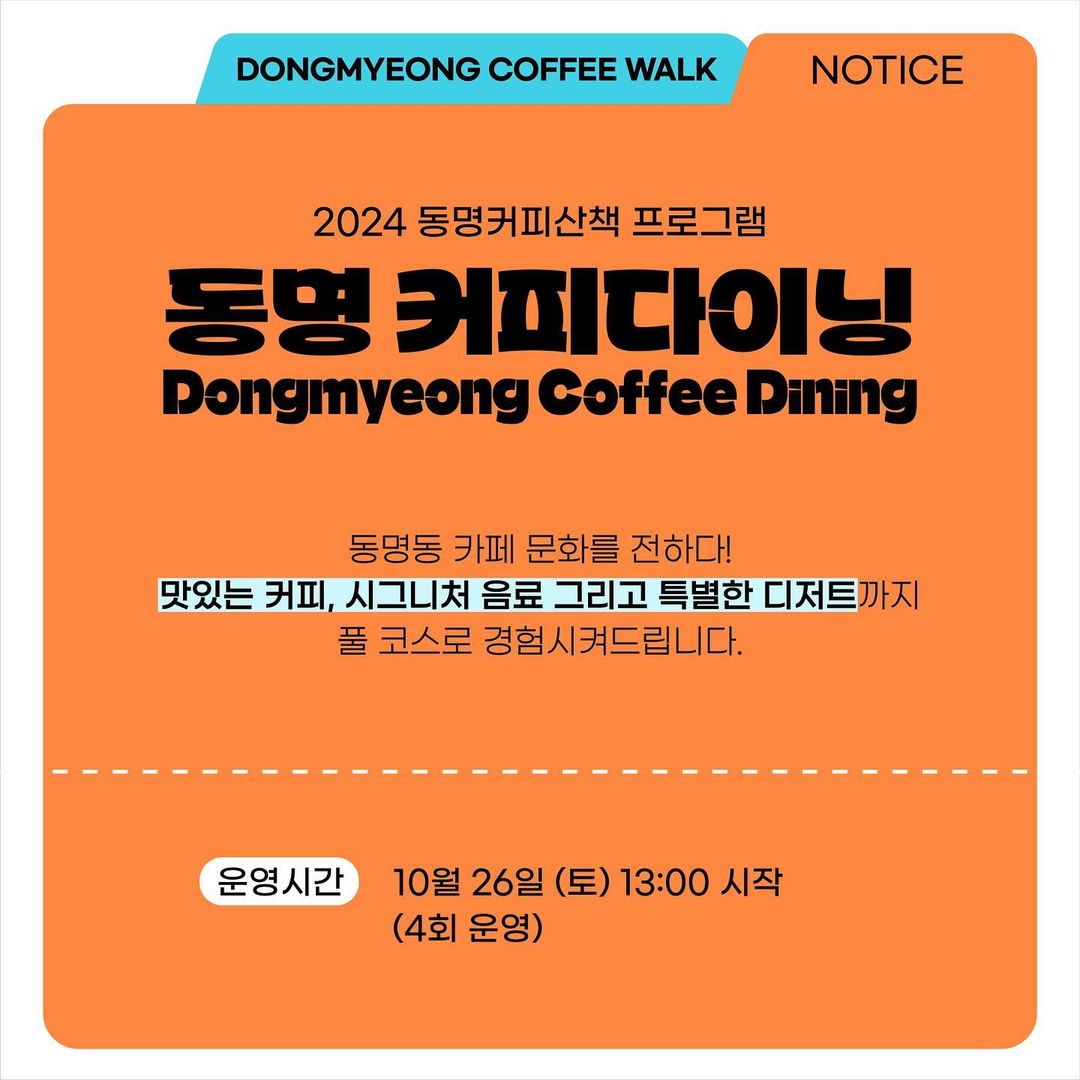 DONGMYEONG COFFEE WALK
NOTICE
2024 동명커피산책 프로그램
동명 커피다이닝
Dongmyeong Coffee Dining
동명동 카페 문화를 전하다!
맛있는 커피, 시그니처 음료 그리고 특별한 디저트까지
풀 코스로 경험시켜드립니다.
운영시간
10월 26일 (토) 13:00 시작
(4회 운영)